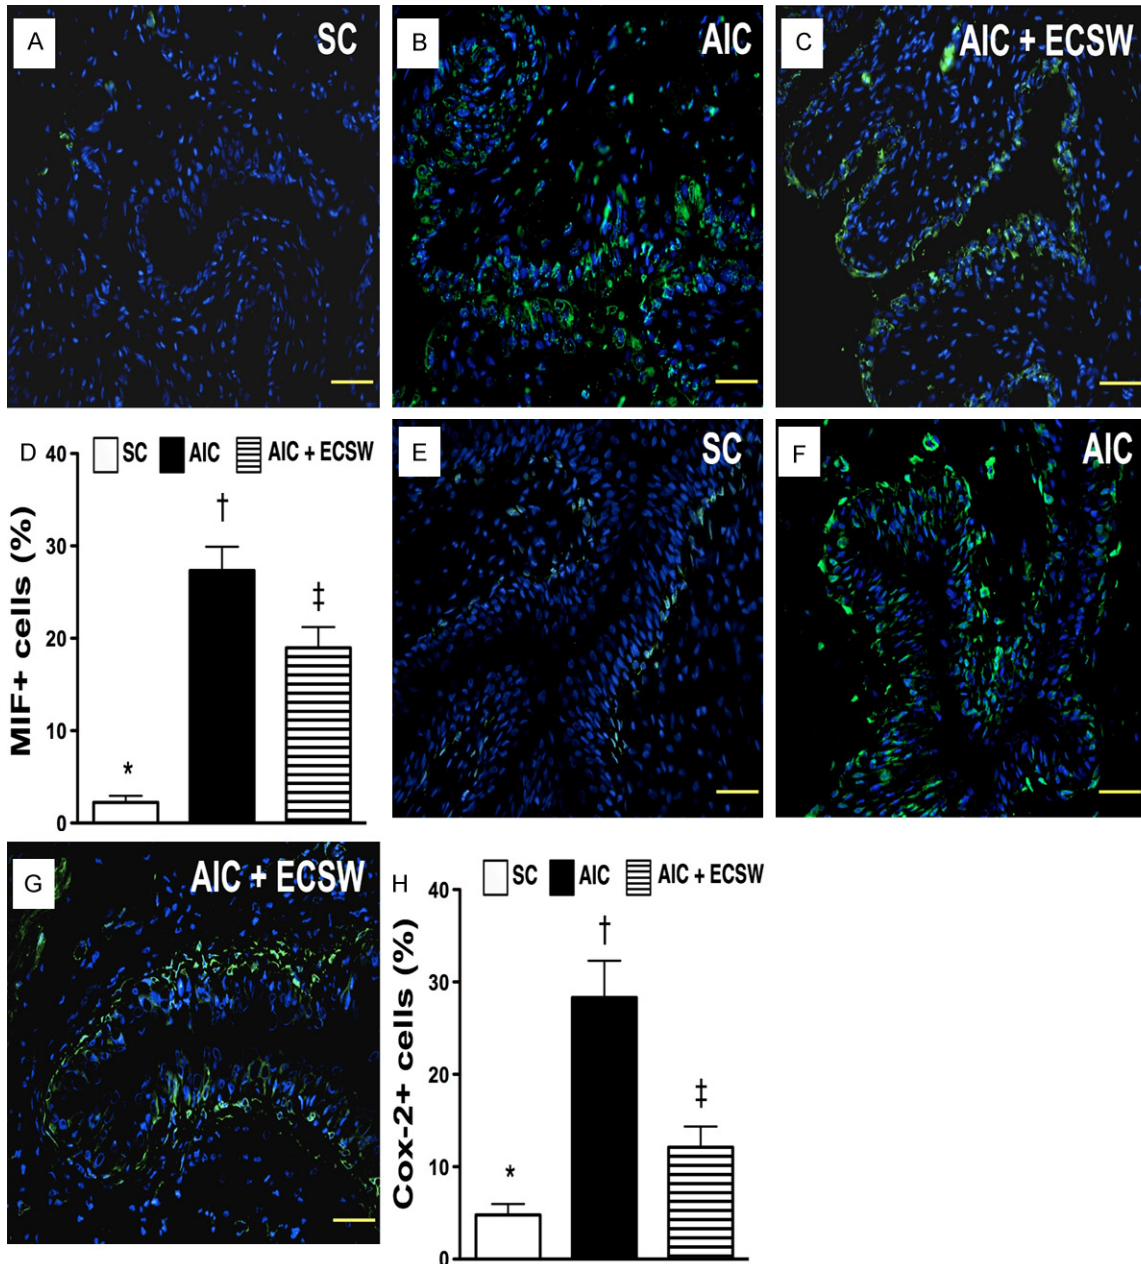 A
SC
B
AIC
C
AIC + ECSW
D
SC AIC AIC + ECSW
MIF+ cells (%)
40
30
20
10
0
†
‡
*
E
SC
F
AIC
G
AIC + ECSW
H
SC AIC AIC + ECSW
Cox-2+ cells (%)
40
30
20
10
0
†
‡
*